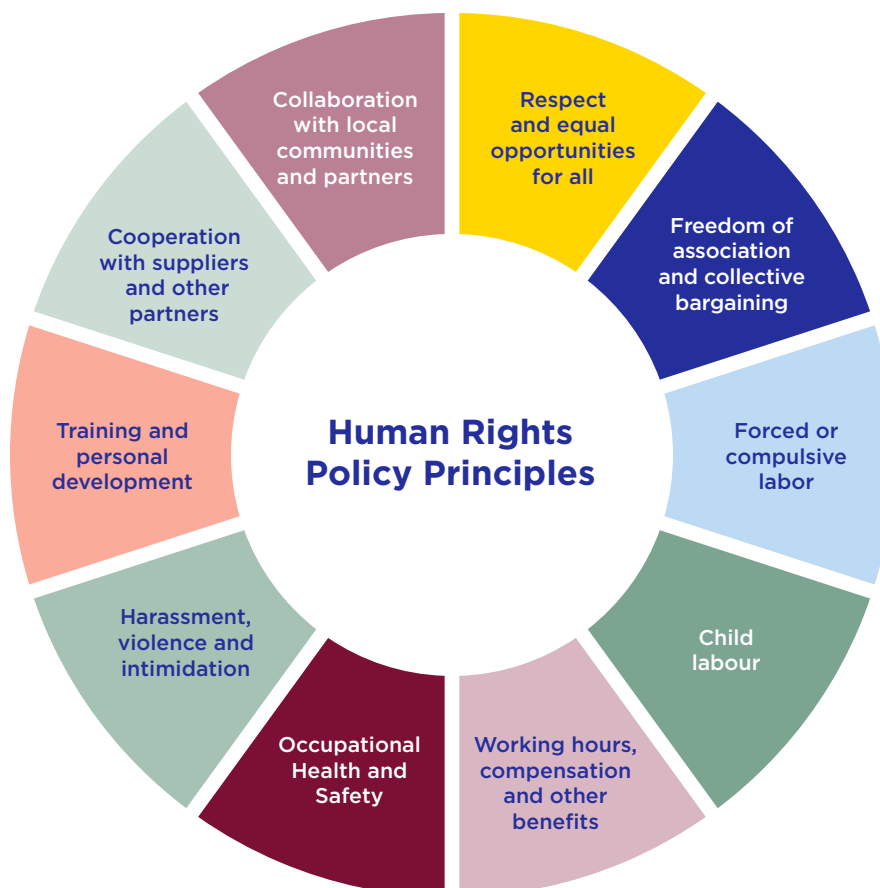 Human Rights
Policy Principles
Respect
and equal
opportunities
for all
Freedom of
association
and collective
bargaining
Forced or
compulsive
labor
Child
labour
Working hours,
compensation
and other
benefits
Occupational
Health and
Safety
Harassment,
violence and
intimidation
Training and
personal
development
Cooperation
with suppliers
and other
partners
Collaboration
with local
communities
and partners